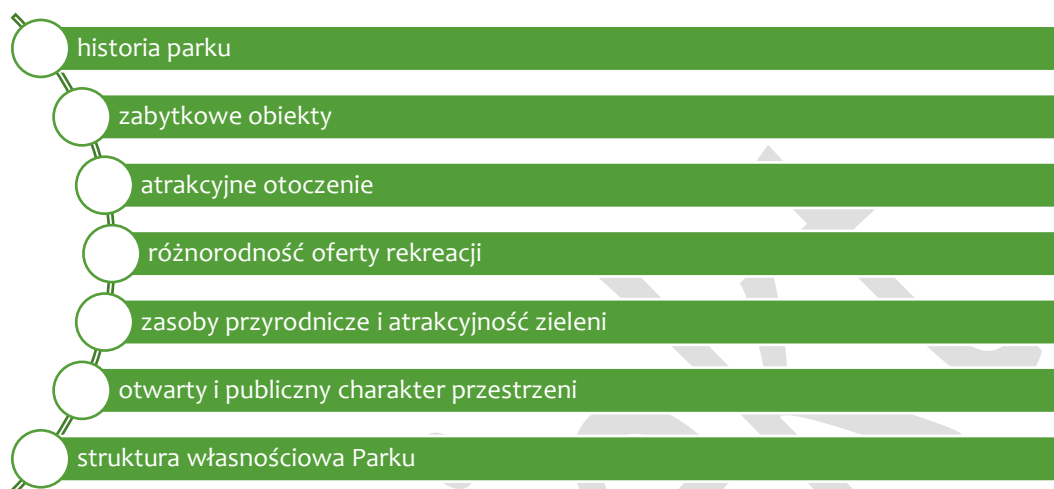 historia parku
zabytkowe obiekty
atrakcyjne otoczenie
różnorodność oferty rekreacji
zasoby przyrodnicze i atrakcyjność zieleni
otwarty i publiczny charakter przestrzeni
struktura własnościowa Parku